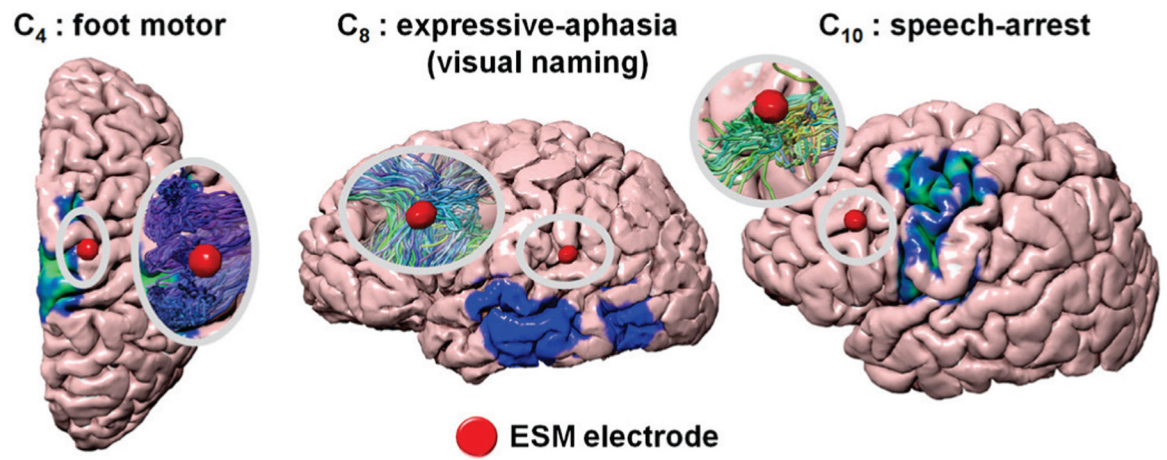 C₄ : foot motor
C₈ : expressive-aphasia
(visual naming)
C₁₀ : speech-arrest
ESM electrode